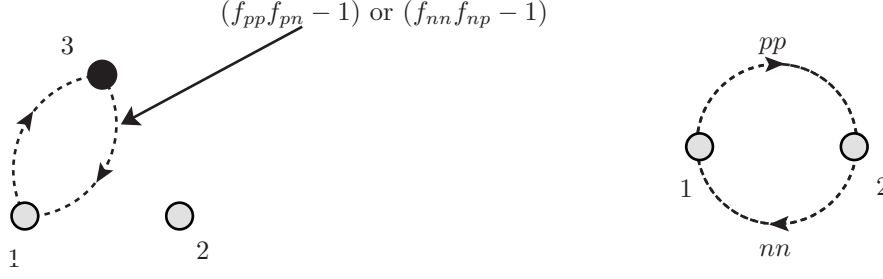 (f_{pp}f_{pn} − 1) or (f_{nn}f_{np} − 1)
3
pp
1
2
1
2
nn